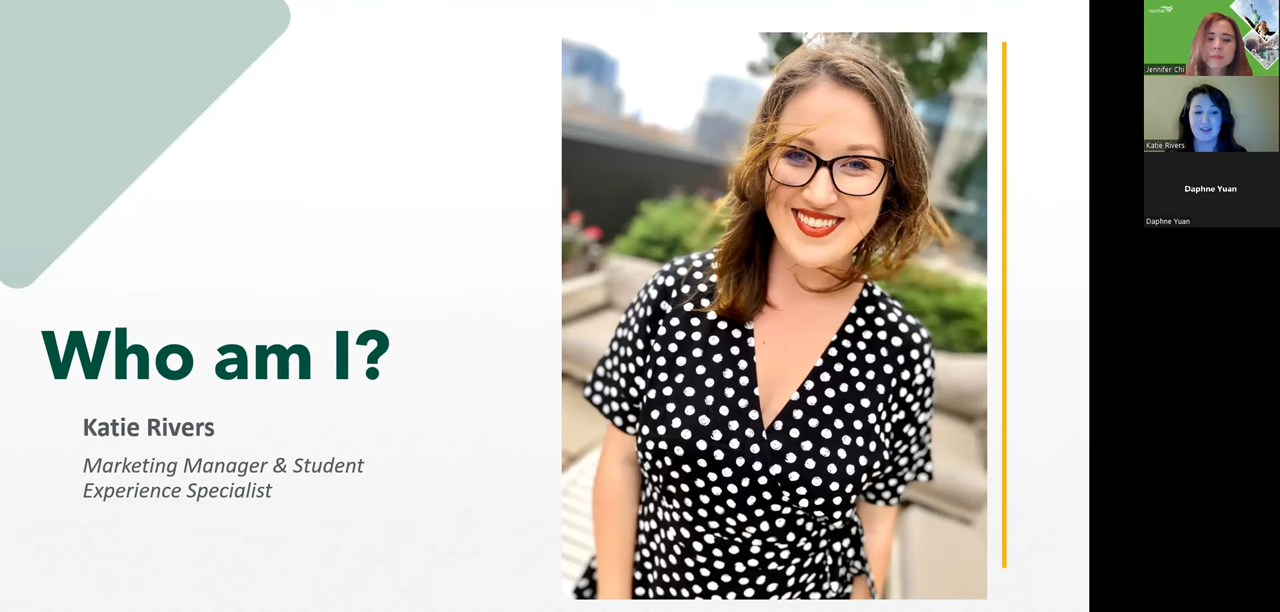 Who am I?
Katie Rivers
Marketing Manager & Student
Experience Specialist
Jennifer Chi
Katie Rivers
Daphne Yuan
Daphne Yuan